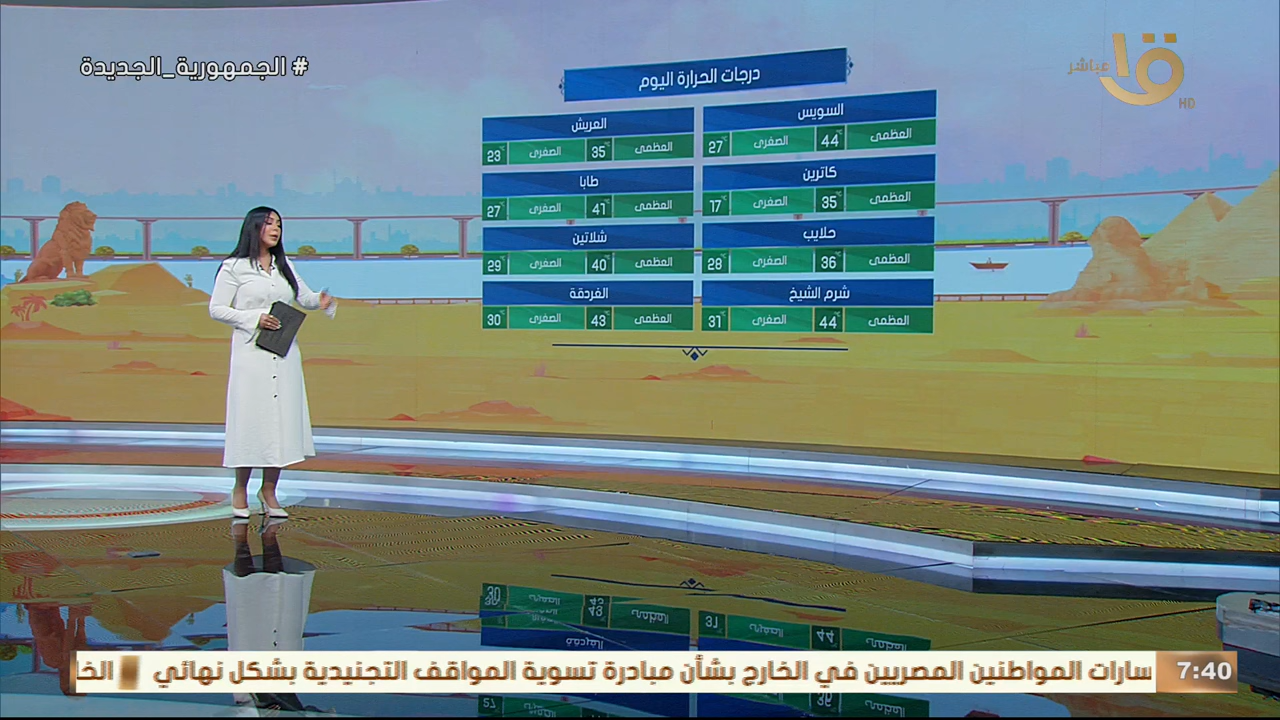 #الجمهورية_الجديدة
مباشر
HD
درجات الحرارة اليوم
السويس
العظمى 44°c الصغرى 27°c
العريش
العظمى 35°c الصغرى 23°c
كاترين
العظمى 35°c الصغرى 17°c
طابا
العظمى 41°c الصغرى 27°c
حلايب
العظمى 36°c الصغرى 28°c
شلاتين
العظمى 40°c الصغرى 29°c
شرم الشيخ
العظمى 44°c الصغرى 31°c
الغردقة
العظمى 43°c الصغرى 30°c
7:40
سارات المواطنين المصريين في الخارج بشأن مبادرة تسوية المواقف التجنيدية بشكل نهائي
الخا